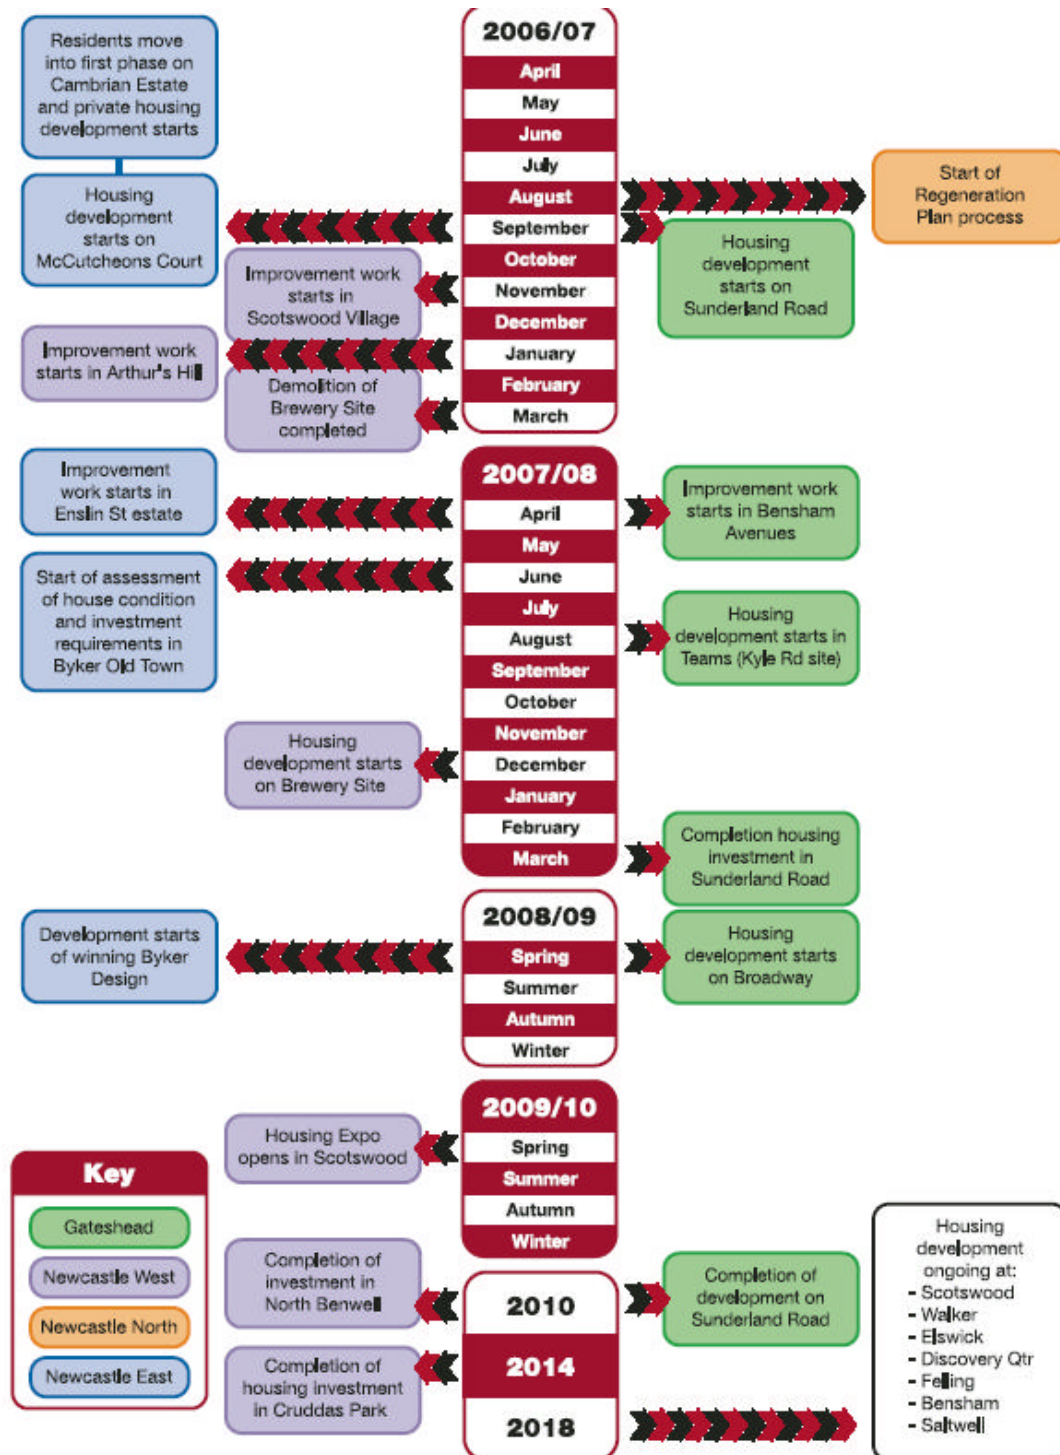 2006/07
April
May
June
July
August
September
October
November
December
January
February
March
Residents move
into first phase on
Cambrian Estate
and private housing
development starts
Housing
development
starts on
McCutcheons Court
Start of
Regeneration
Plan process
Housing
development
starts on
Sunderland Road
Improvement work
starts in
Scotswood Village
Improvement work
starts in Arthur's Hill
Demolition of
Brewery Site
completed
2007/08
April
May
June
July
August
September
October
November
December
January
February
March
Improvement
work starts in
Enslin St estate
Improvement work
starts in Bensham
Avenues
Start of assessment
of house condition
and investment
requirements in
Byker Old Town
Housing
development starts in
Teams (Kyle Rd site)
Housing
development starts
on Brewery Site
Completion housing
investment in
Sunderland Road
2008/09
Spring
Summer
Autumn
Winter
Development starts
of winning Byker
Design
Housing
development starts
on Broadway
2009/10
Spring
Summer
Autumn
Winter
Housing Expo
opens in Scotswood
Completion of
investment in
North Benwell
2010
2014
2018
Completion of
development on
Sunderland Road
Completion of
housing investment
in Cruddas Park
Housing
development
ongoing at:
- Scotswood
- Walker
- Elswick
- Discovery Qtr
- Felling
- Bensham
- Saltwell
Key
Gateshead
Newcastle West
Newcastle North
Newcastle East